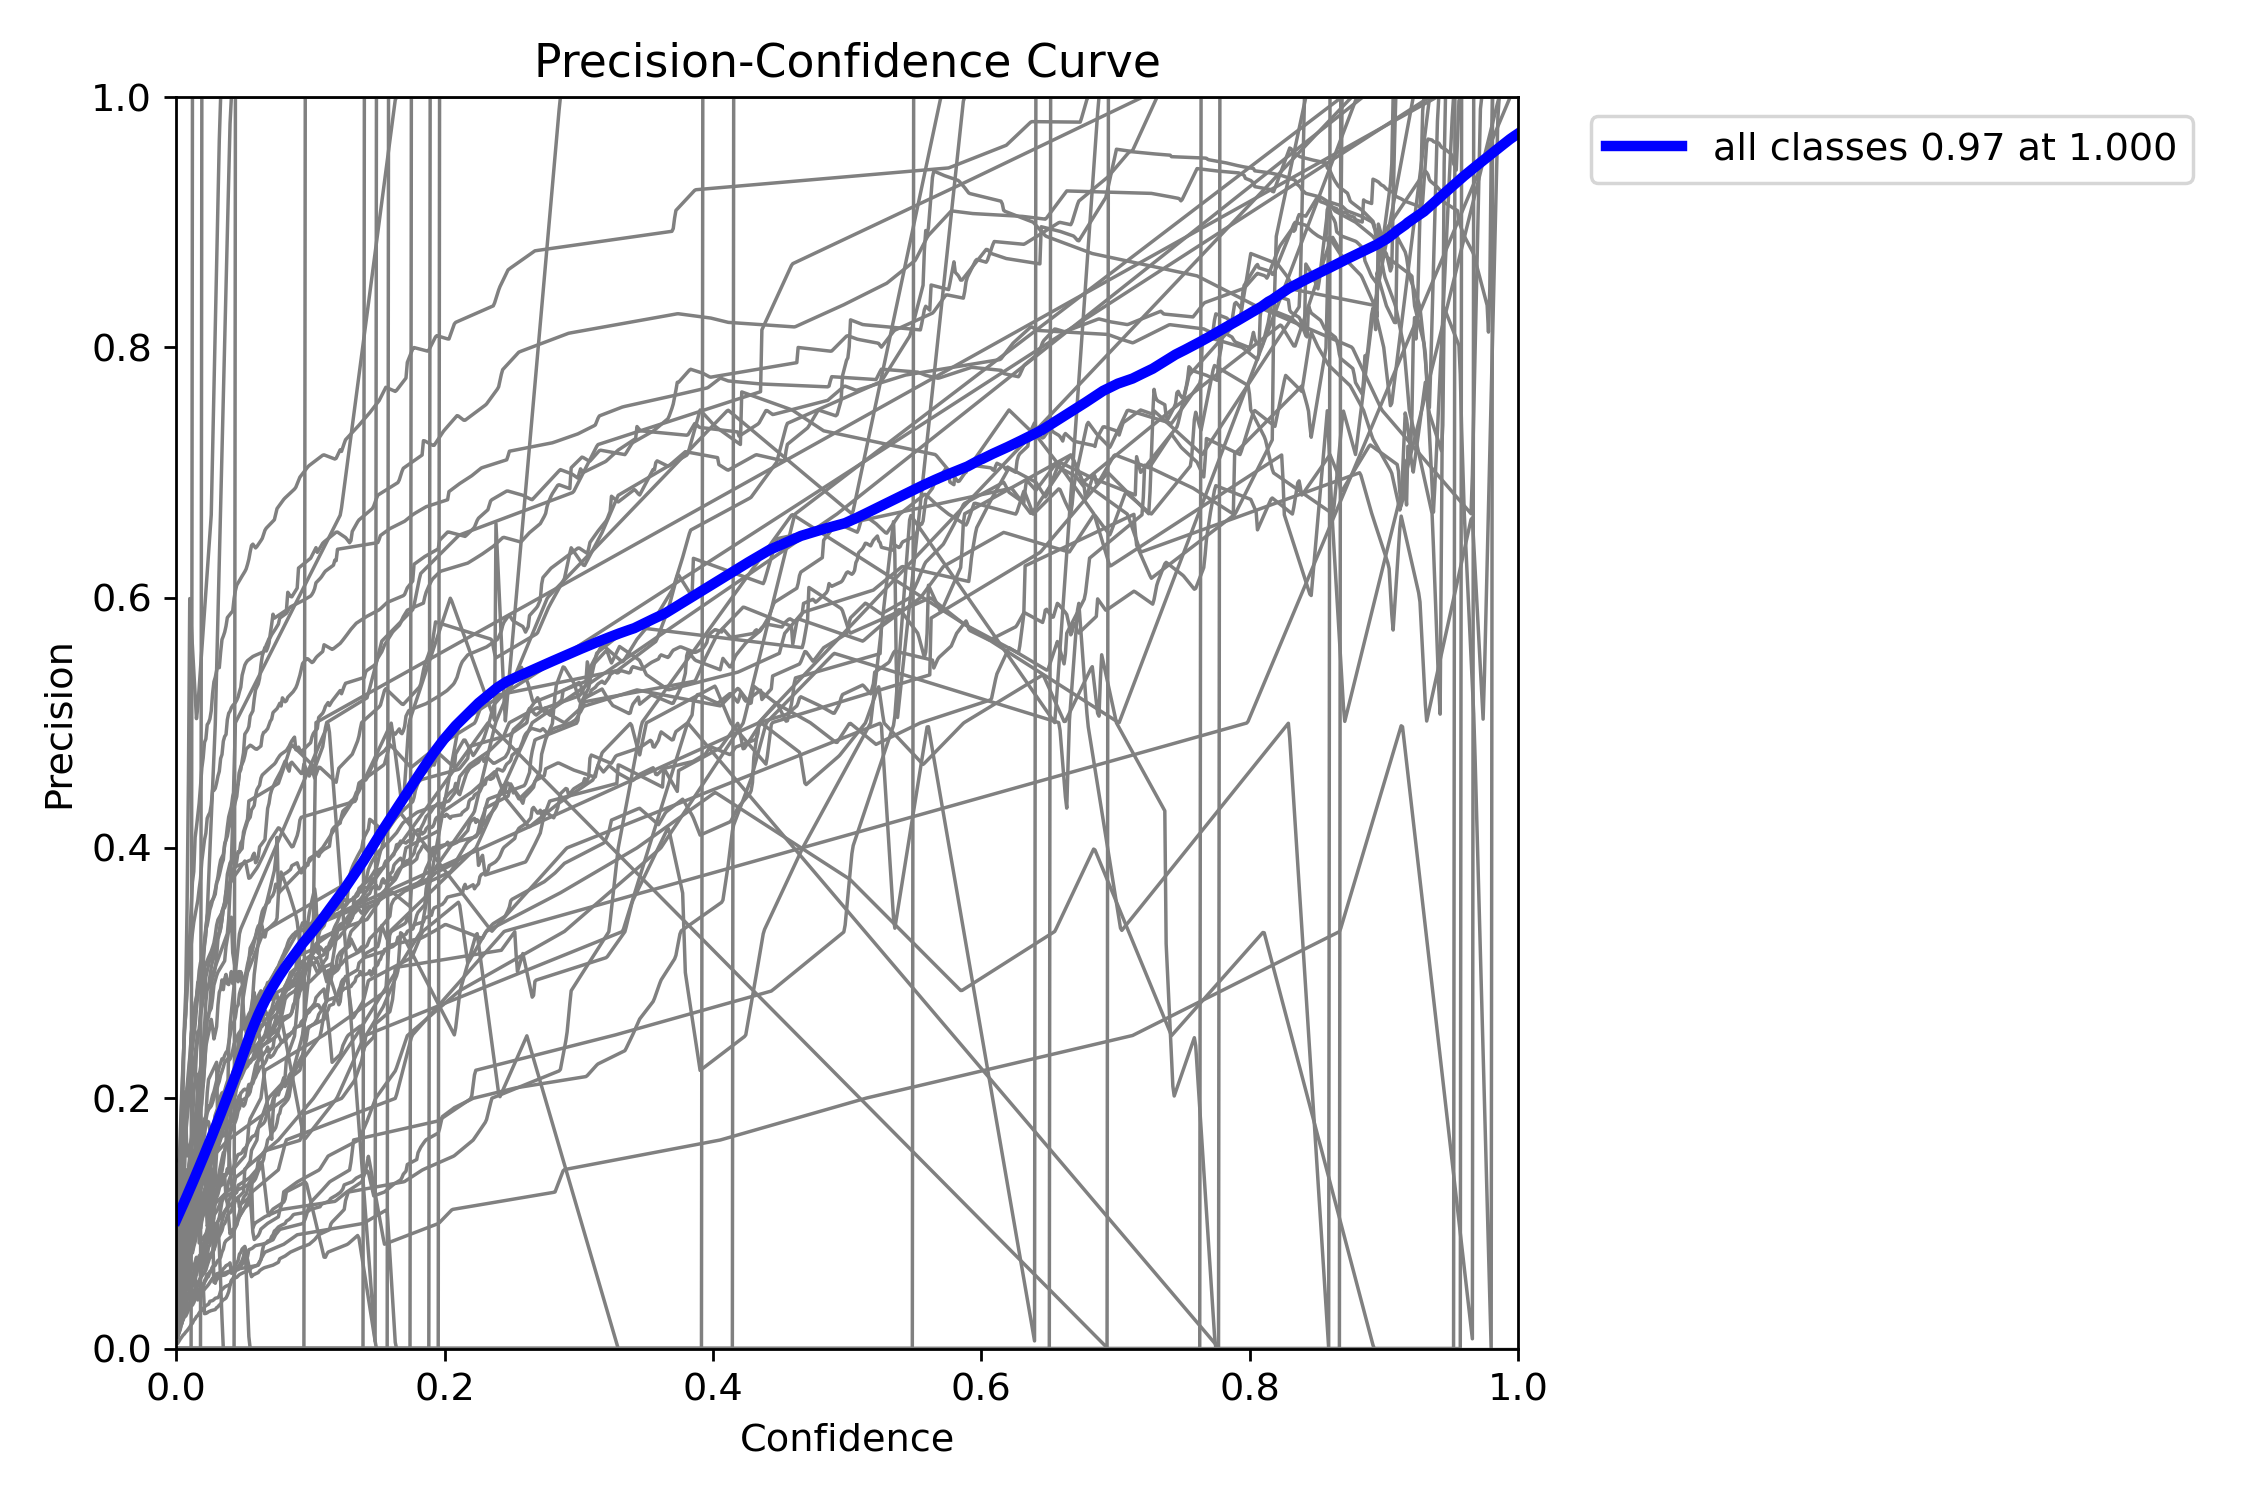 Precision-Confidence Curve
all classes 0.97 at 1.000
1.0
0.8
0.6
0.4
0.2
0.0
Precision
0.0 0.2 0.4 0.6 0.8 1.0
Confidence